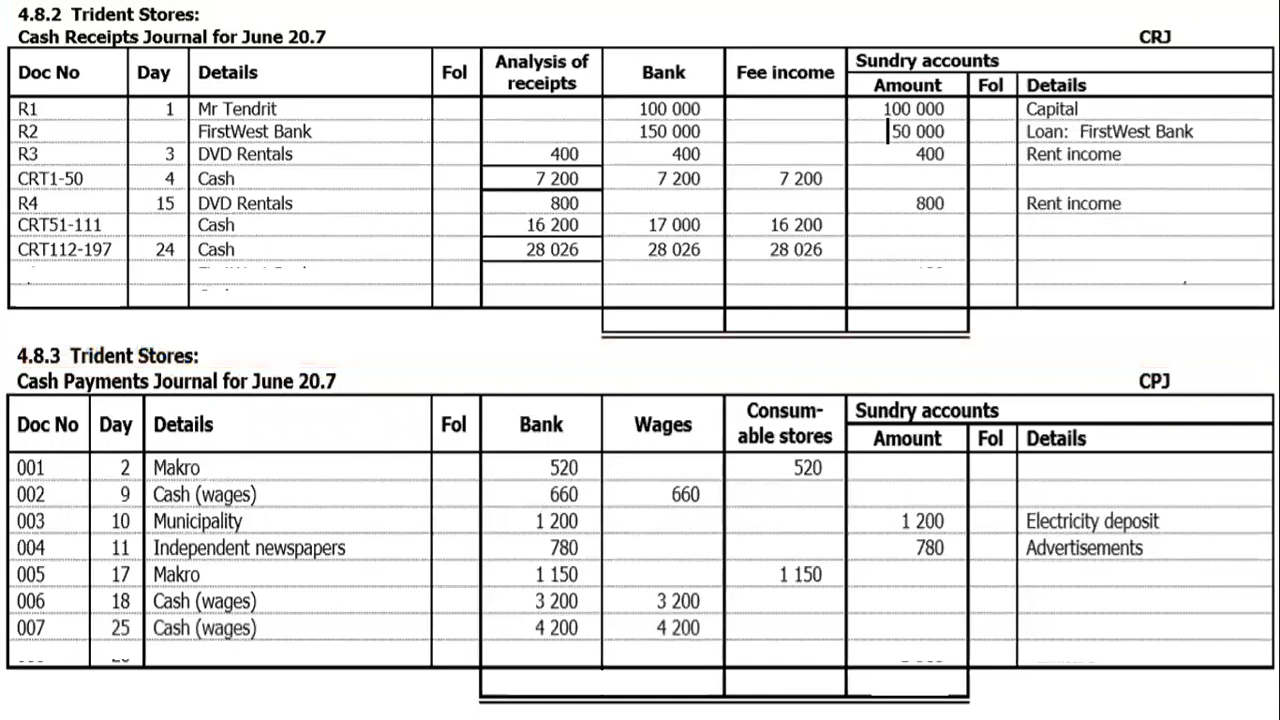 4.8.2 Trident Stores:
Cash Receipts Journal for June 20.7 CRJ
Doc No Day Details Fol Analysis of receipts Bank Fee income Sundry accounts
Amount Fol Details
R1 1 Mr Tendrit 100 000 100 000 Capital
R2 FirstWest Bank 150 000 50 000 Loan: FirstWest Bank
R3 3 DVD Rentals 400 400 400 Rent income
CRT1-50 4 Cash 7 200 7 200 7 200
R4 15 DVD Rentals 800 800 Rent income
CRT51-111 Cash 16 200 17 000 16 200
CRT112-197 24 Cash 28 026 28 026 28 026
4.8.3 Trident Stores:
Cash Payments Journal for June 20.7 CPJ
Doc No Day Details Fol Bank Wages Consum-able stores Sundry accounts
Amount Fol Details
001 2 Makro 520 520
002 9 Cash (wages) 660 660
003 10 Municipality 1 200 1 200 Electricity deposit
004 11 Independent newspapers 780 780 Advertisements
005 17 Makro 1 150 1 150
006 18 Cash (wages) 3 200 3 200
007 25 Cash (wages) 4 200 4 200